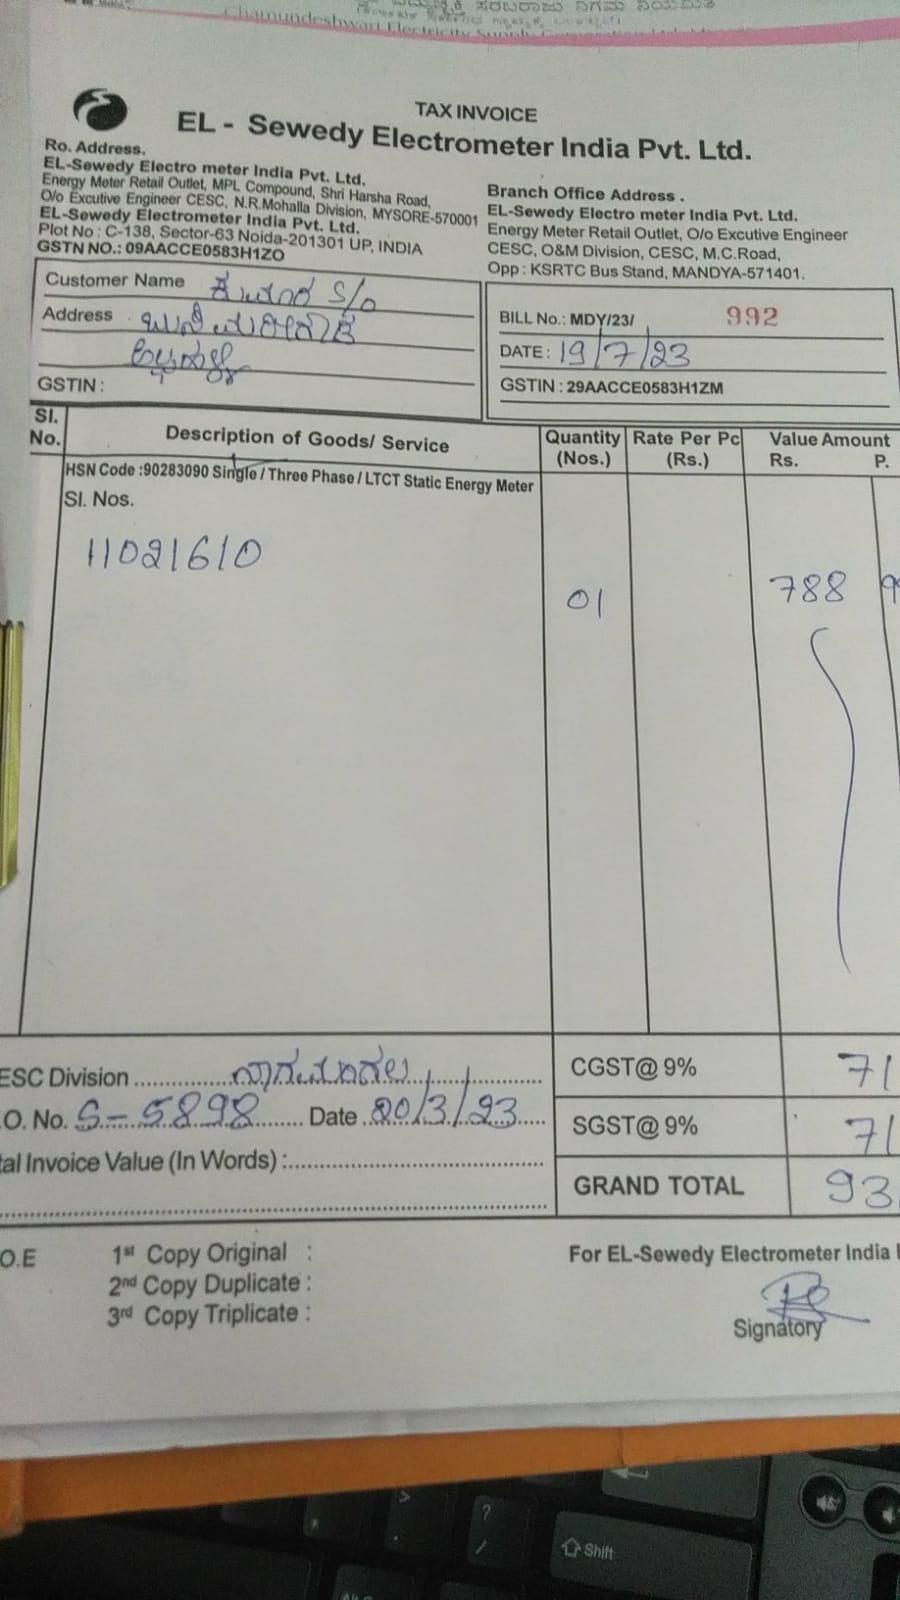 Chamundeshwari Electricity Supply Corporation
TAX INVOICE
EL - Sewedy Electrometer India Pvt. Ltd.
Ro. Address.
EL-Sewedy Electro meter India Pvt. Ltd.
Energy Meter Retail Outlet, MPL Compound, Shri Harsha Road,
O/o Excutive Engineer CESC, N.R.Mohalla Division, MYSORE-570001
EL-Sewedy Electrometer India Pvt. Ltd.
Plot No : C-138, Sector-63 Noida-201301 UP, INDIA
GSTN NO.: 09AACCE0583H1ZO
Branch Office Address .
EL-Sewedy Electro meter India Pvt. Ltd.
Energy Meter Retail Outlet, O/o Excutive Engineer
CESC, O&M Division, CESC, M.C.Road,
Opp : KSRTC Bus Stand, MANDYA-571401.
Customer Name S/o
Address
GSTIN :
BILL No.: MDY/23/ 992
DATE : 19/7/23
GSTIN : 29AACCE0583H1ZM
Sl. No. Description of Goods/ Service Quantity (Nos.) Rate Per Pc (Rs.) Value Amount Rs. P.
HSN Code :90283090 Single / Three Phase / LTCT Static Energy Meter
Sl. Nos.
11021610
01 788
ESC Division ನಾಗಮಂಗಲ
CGST@ 9% 71
.O. No. S-5898 Date 20/3/23
SGST@ 9% 71
tal Invoice Value (In Words) :
GRAND TOTAL 93
O.E 1st Copy Original :
2nd Copy Duplicate :
3rd Copy Triplicate :
For EL-Sewedy Electrometer India
Signatory
?
/
Shift